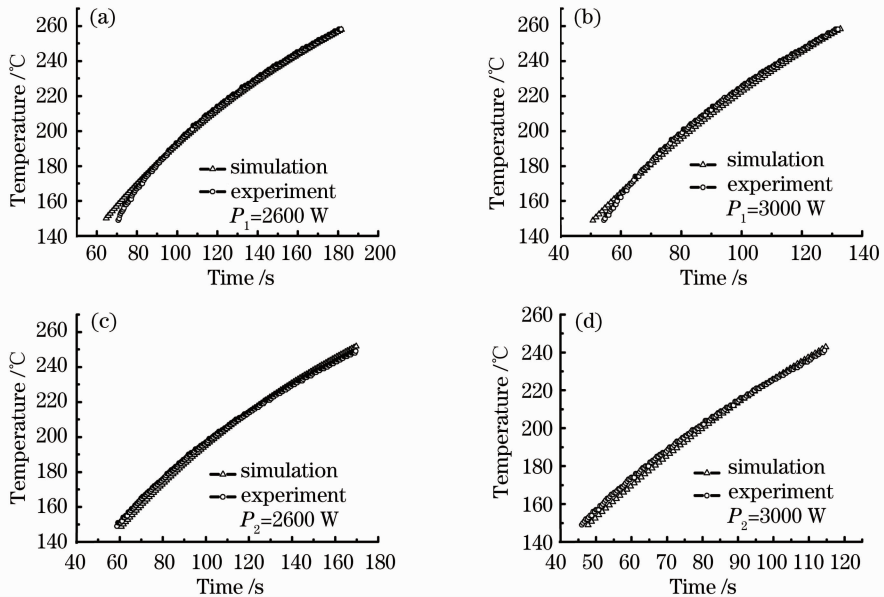 (a)
Temperature /℃
260
240
220
200
180
160
140
simulation
experiment
P1=2600 W
60 80 100 120 140 160 180 200
Time /s
(b)
Temperature /℃
260
240
220
200
180
160
140
simulation
experiment
P1=3000 W
40 60 80 100 120 140
Time /s
(c)
Temperature /℃
260
240
220
200
180
160
140
simulation
experiment
P2=2600 W
40 60 80 100 120 140 160 180
Time /s
(d)
Temperature /℃
260
240
220
200
180
160
140
simulation
experiment
P2=3000 W
40 50 60 70 80 90 100 110 120
Time /s